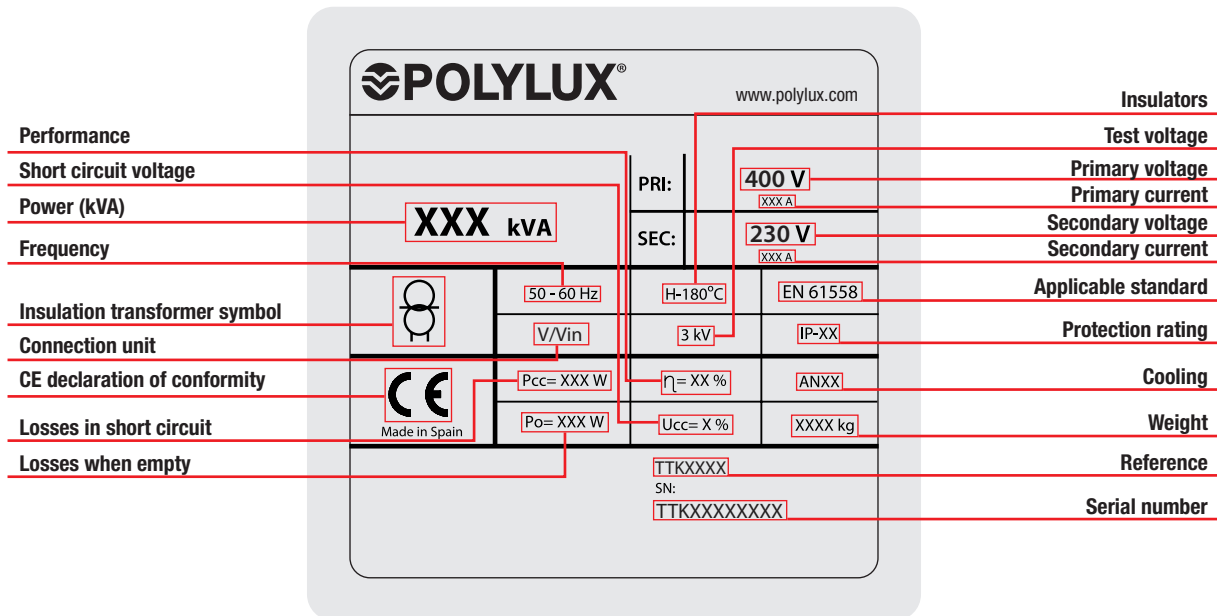 POLYLUX®
www.polylux.com
Performance
Short circuit voltage
Power (kVA)
Frequency
Insulation transformer symbol
Connection unit
CE declaration of conformity
Losses in short circuit
Losses when empty
XXX kVA
PRI:
400 V
XXX A
SEC:
230 V
XXX A
50 - 60 Hz
H-180°C
EN 61558
V/Vin
3 kV
IP-XX
CE
Made in Spain
Pcc= XXX W
η= XX %
ANXX
Po= XXX W
Ucc= X %
XXXX kg
TTKXXXX
SN:
TTKXXXXXXXXX
Insulators
Test voltage
Primary voltage
Primary current
Secondary voltage
Secondary current
Applicable standard
Protection rating
Cooling
Weight
Reference
Serial number